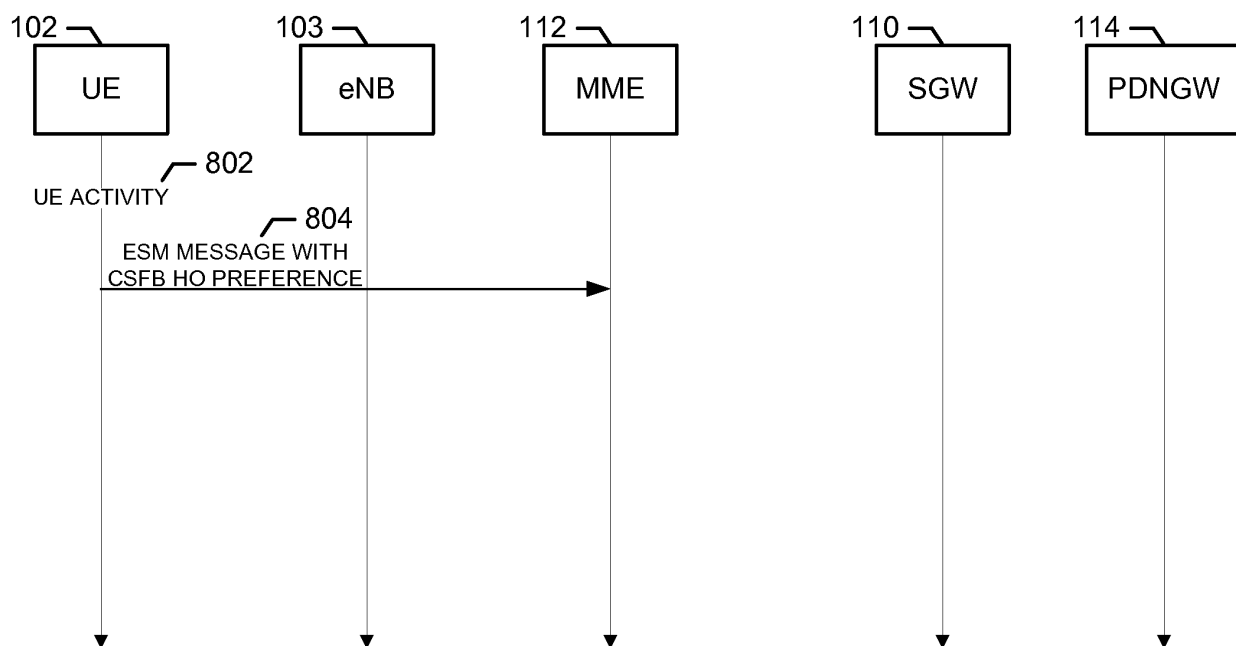 102
103
112
110
114
UE
eNB
MME
SGW
PDNGW
802
UE ACTIVITY
804
ESM MESSAGE WITH
CSFB HO PREFERENCE